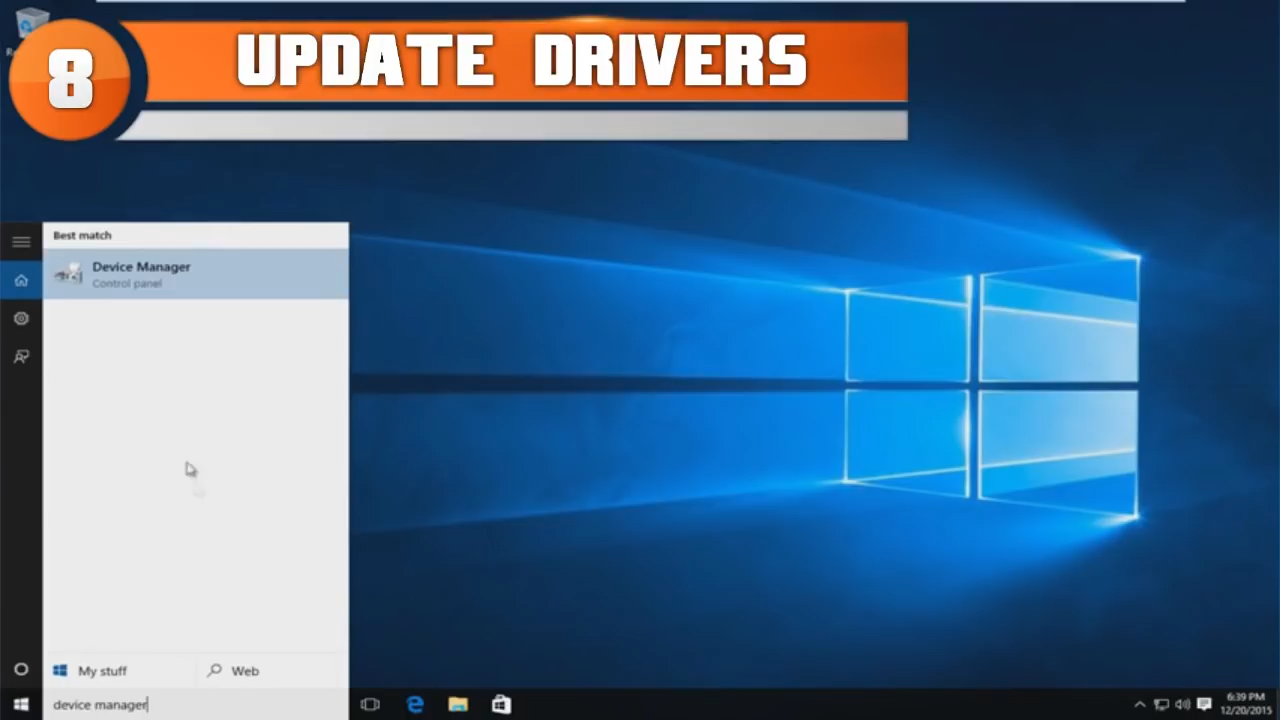 8
UPDATE DRIVERS
Best match
Device Manager
Control panel
My stuff
Web
device manager
6:39 PM
12/20/2015